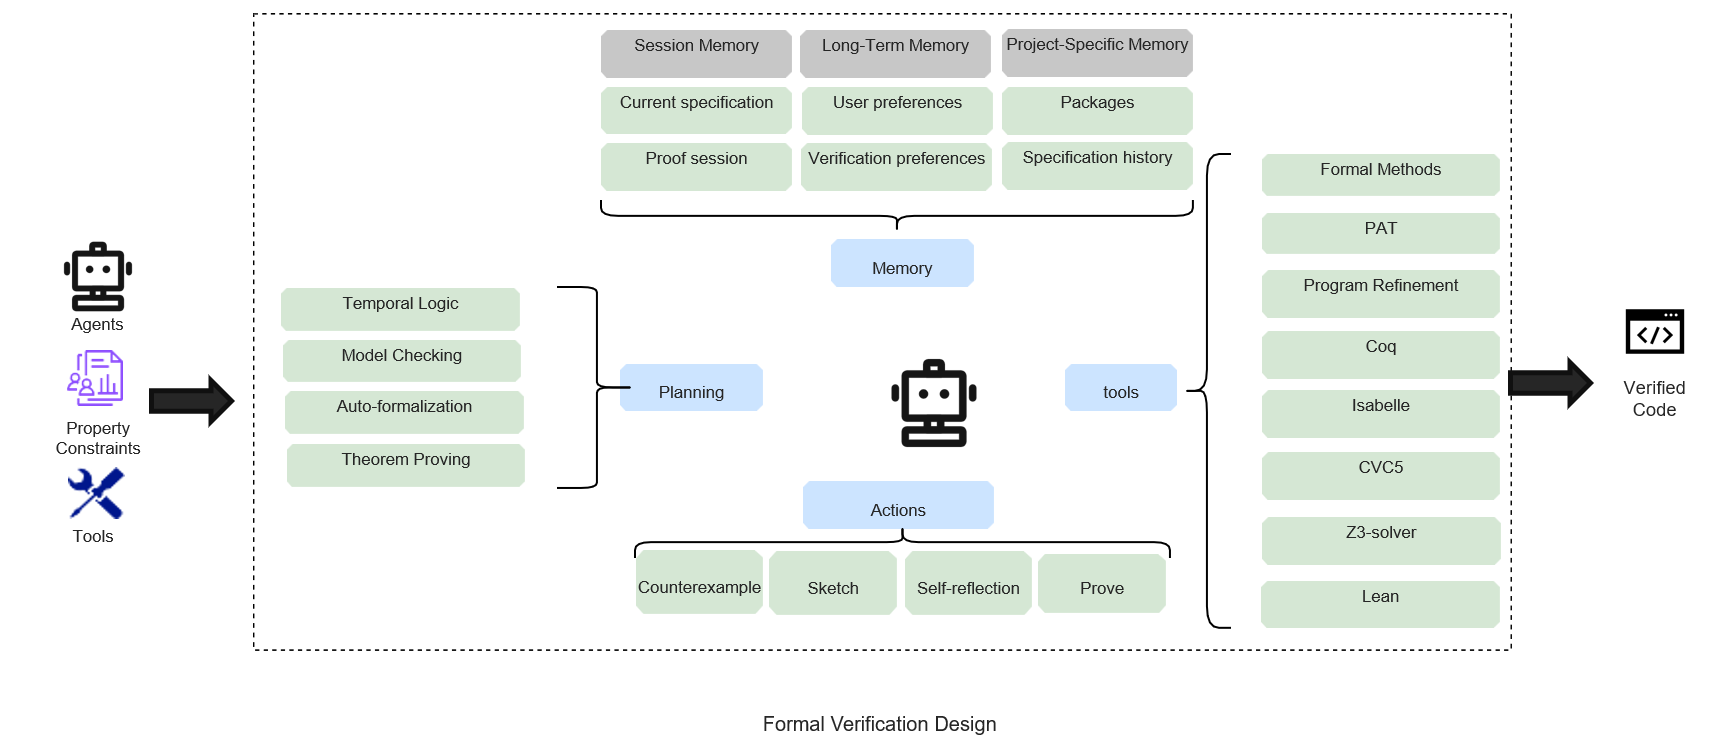 Session Memory
Long-Term Memory
Project-Specific Memory
Current specification
User preferences
Packages
Proof session
Verification preferences
Specification history
Memory
Agents
Property
Constraints
Tools
Temporal Logic
Model Checking
Auto-formalization
Theorem Proving
Planning
tools
Actions
Counterexample
Sketch
Self-reflection
Prove
Formal Methods
PAT
Program Refinement
Coq
Isabelle
CVC5
Z3-solver
Lean
Verified
Code
Formal Verification Design